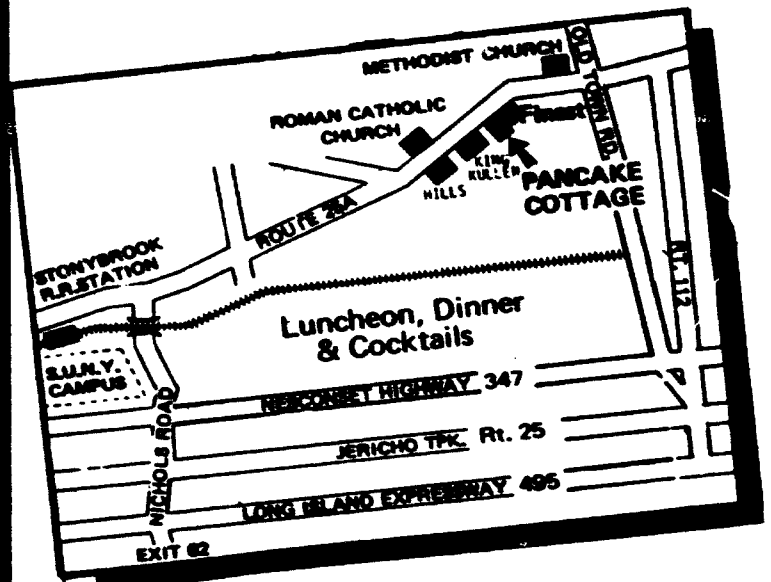 METHODIST CHURCH
OLD TOWN RD.
ROMAN CATHOLIC
CHURCH
Finast
KING
KULLEN
HILLS
PANCAKE
COTTAGE
ROUTE 25A
STONYBROOK
R.R. STATION
RT. 112
Luncheon, Dinner
& Cocktails
S.U.N.Y.
CAMPUS
NESCONSET HIGHWAY 347
NICHOLS ROAD
JERICHO TPK. Rt. 25
LONG ISLAND EXPRESSWAY 495
EXIT 62